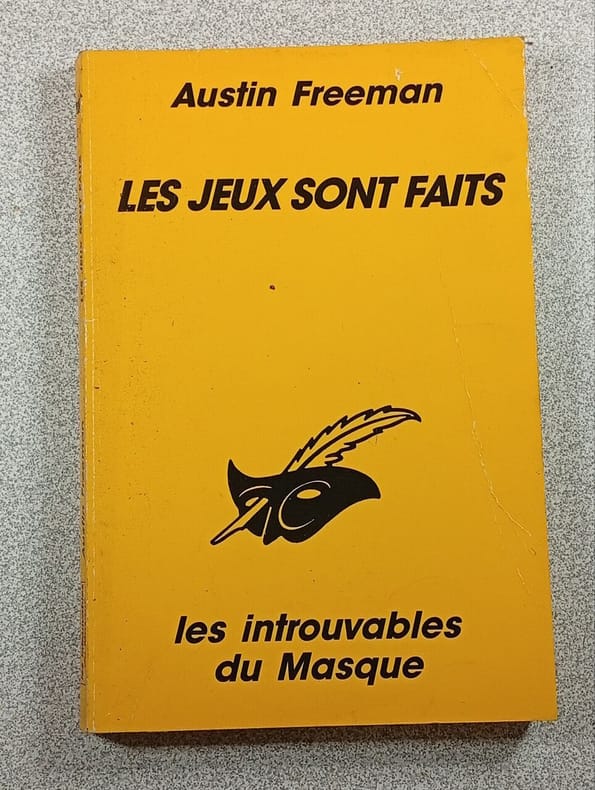 Austin Freeman
LES JEUX SONT FAITS
les introuvables
du Masque